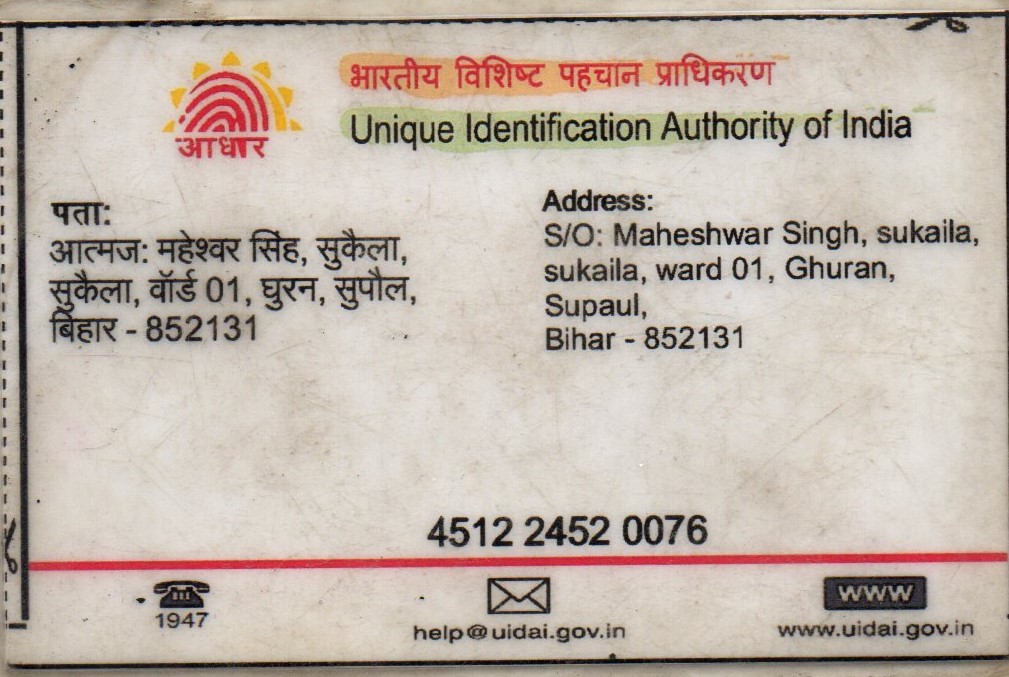 भारतीय विशिष्ट पहचान प्राधिकरण
आधार
Unique Identification Authority of India
पता:
आत्मज: महेश्वर सिंह, सुकैला,
सुकैला, वॉर्ड 01, घुरन, सुपौल,
बिहार - 852131
Address:
S/O: Maheshwar Singh, sukaila,
sukaila, ward 01, Ghuran,
Supaul,
Bihar - 852131
4512 2452 0076
1947
help@uidai.gov.in
WWW
www.uidai.gov.in